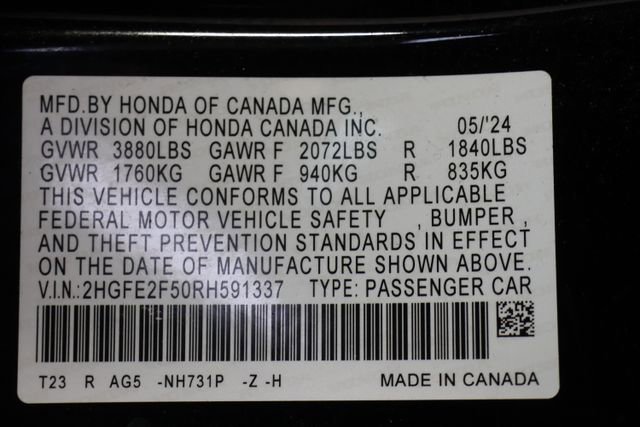 MFD.BY HONDA OF CANADA MFG.,
A DIVISION OF HONDA CANADA INC. 05/'24
GVWR 3880LBS GAWR F 2072LBS R 1840LBS
GVWR 1760KG GAWR F 940KG R 835KG
THIS VEHICLE CONFORMS TO ALL APPLICABLE
FEDERAL MOTOR VEHICLE SAFETY , BUMPER ,
AND THEFT PREVENTION STANDARDS IN EFFECT
ON THE DATE OF MANUFACTURE SHOWN ABOVE.
V.I.N.:2HGFE2F50RH591337 TYPE: PASSENGER CAR
T23 R AG5 -NH731P -Z -H MADE IN CANADA